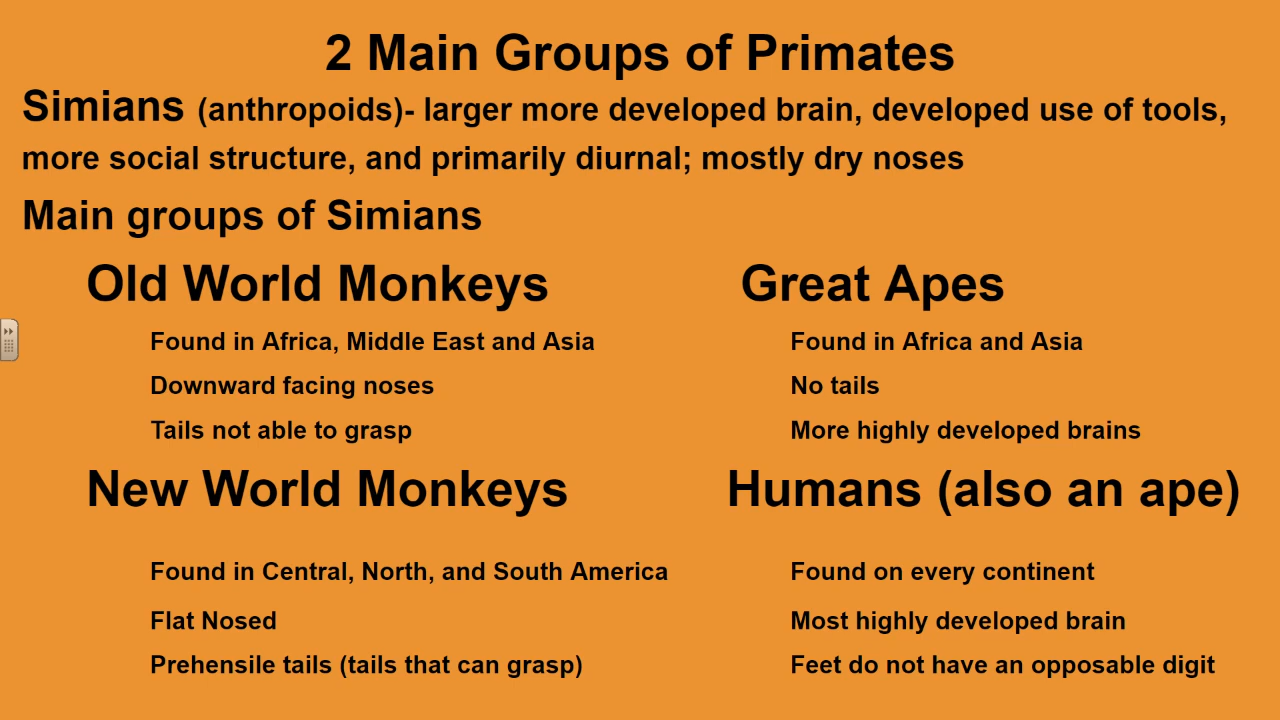 2 Main Groups of Primates
Simians (anthropoids)- larger more developed brain, developed use of tools,
more social structure, and primarily diurnal; mostly dry noses
Main groups of Simians
Old World Monkeys
Found in Africa, Middle East and Asia
Downward facing noses
Tails not able to grasp
Great Apes
Found in Africa and Asia
No tails
More highly developed brains
New World Monkeys
Found in Central, North, and South America
Flat Nosed
Prehensile tails (tails that can grasp)
Humans (also an ape)
Found on every continent
Most highly developed brain
Feet do not have an opposable digit